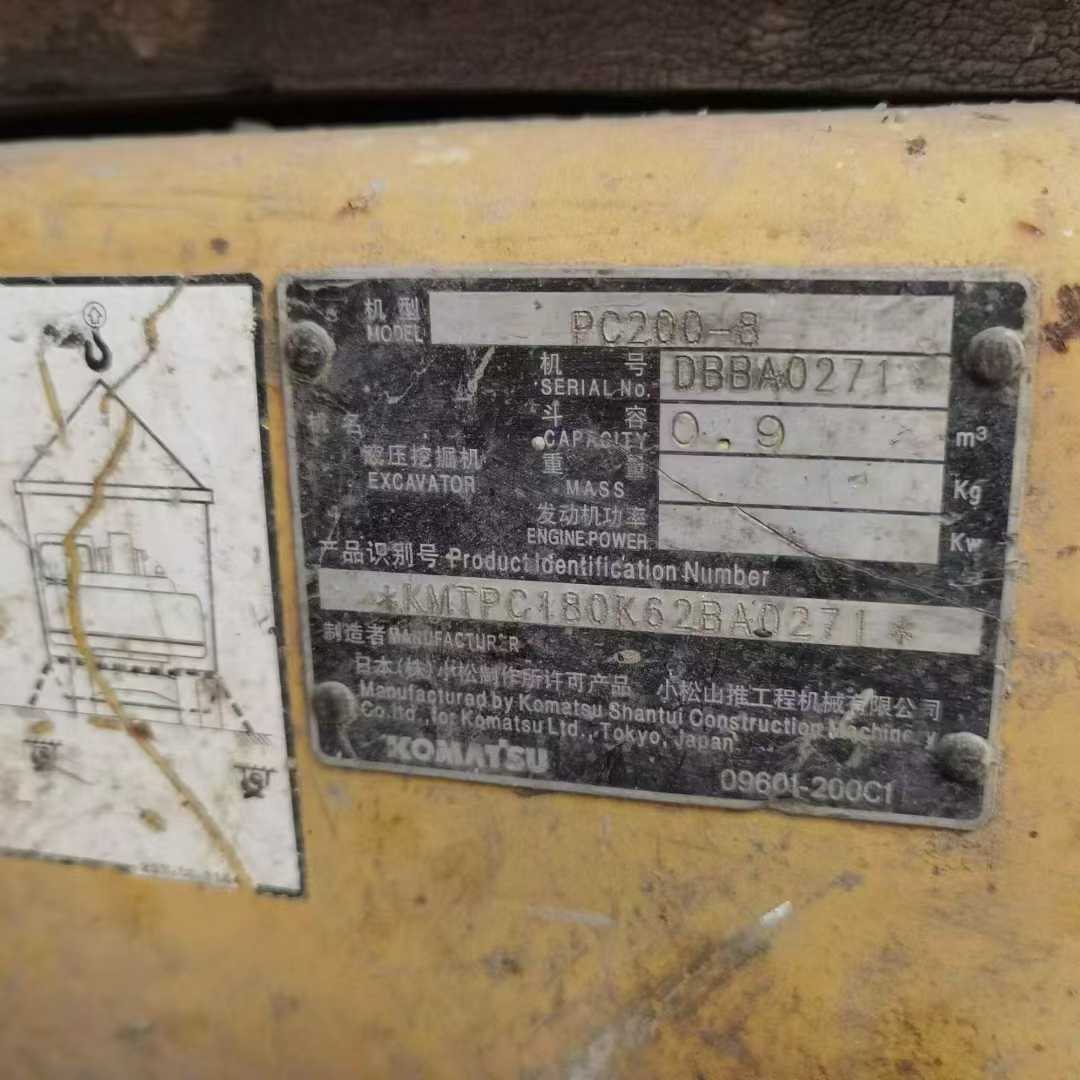 机 型 PC200-8
MODEL
机 号 DBBA0271
SERIAL No.
名
斗 容 0.9 m³
CAPACITY
液压挖掘机
EXCAVATOR
重 量 Kg
MASS
发动机功率 Kw
ENGINE POWER
产品识别号 Product Identification Number
*KMTPC180K62BA0271*
制造者 MANUFACTURER
日本(株)小松制作所许可产品 小松山推工程机械有限公司
Manufactured by Komatsu Shantui Construction Machinery
Co.ltd.,for Komatsu Ltd., Tokyo, Japan
KOMATSU
09601-200C1